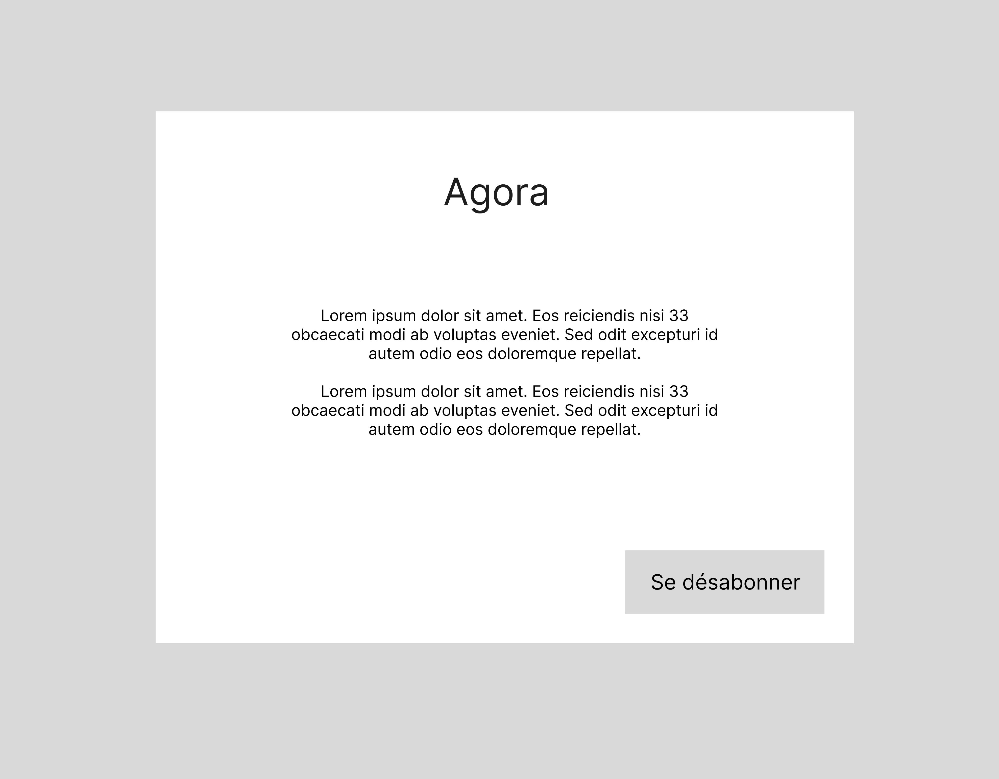 Agora
Lorem ipsum dolor sit amet. Eos reiciendis nisi 33
obcaecati modi ab voluptas eveniet. Sed odit excepturi id
autem odio eos doloremque repellat.
Lorem ipsum dolor sit amet. Eos reiciendis nisi 33
obcaecati modi ab voluptas eveniet. Sed odit excepturi id
autem odio eos doloremque repellat.
Se désabonner